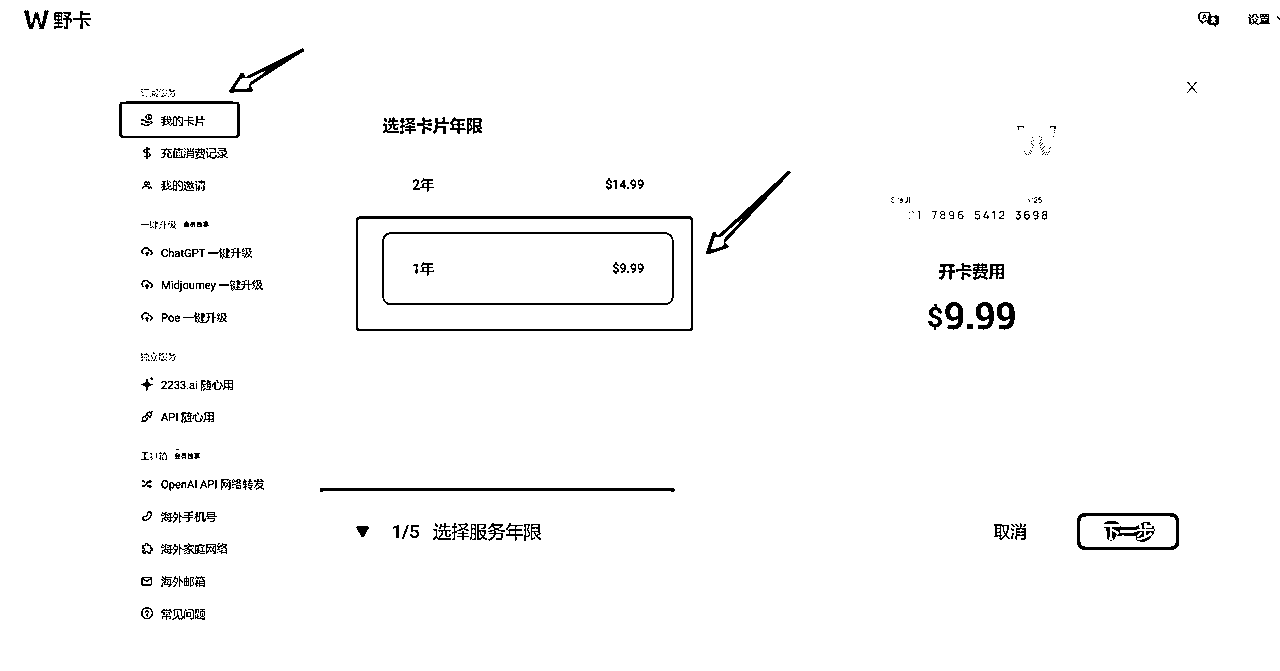 W 野卡
设置
我的卡片
充值消费记录
我的邀请
一键升级
ChatGPT 一键升级
Midjourney 一键升级
Poe 一键升级
独立服务
2233.ai 随心用
API 随心用
工具箱
OpenAI API 网络转发
海外手机号
海外家庭网络
海外邮箱
常见问题
选择卡片年限
2年 $14.99
1年 $9.99
1/5 选择服务年限
7896 5412 3698
开卡费用
$9.99
取消
下一步